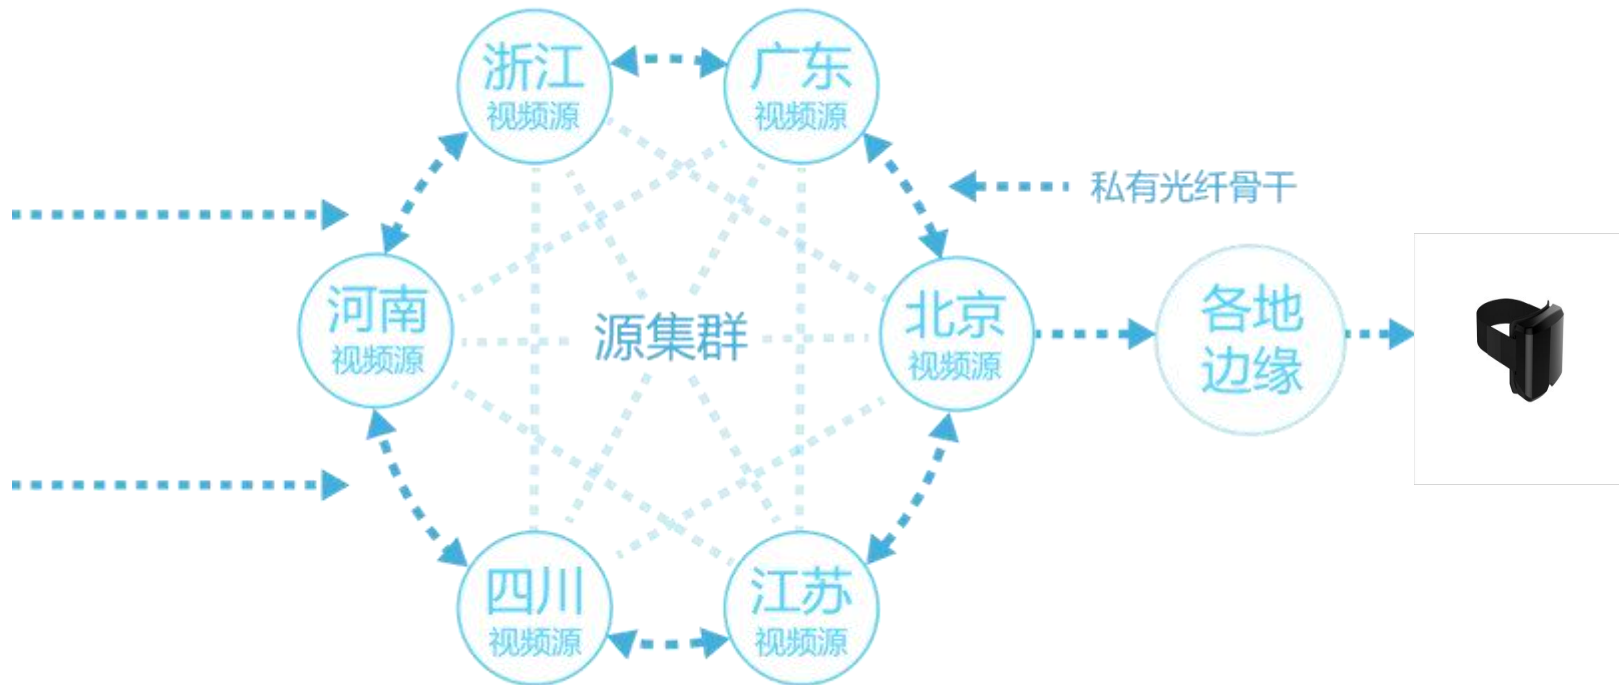 浙江
视频源
广东
视频源
私有光纤骨干
河南
视频源
源集群
北京
视频源
各地
边缘
四川
视频源
江苏
视频源